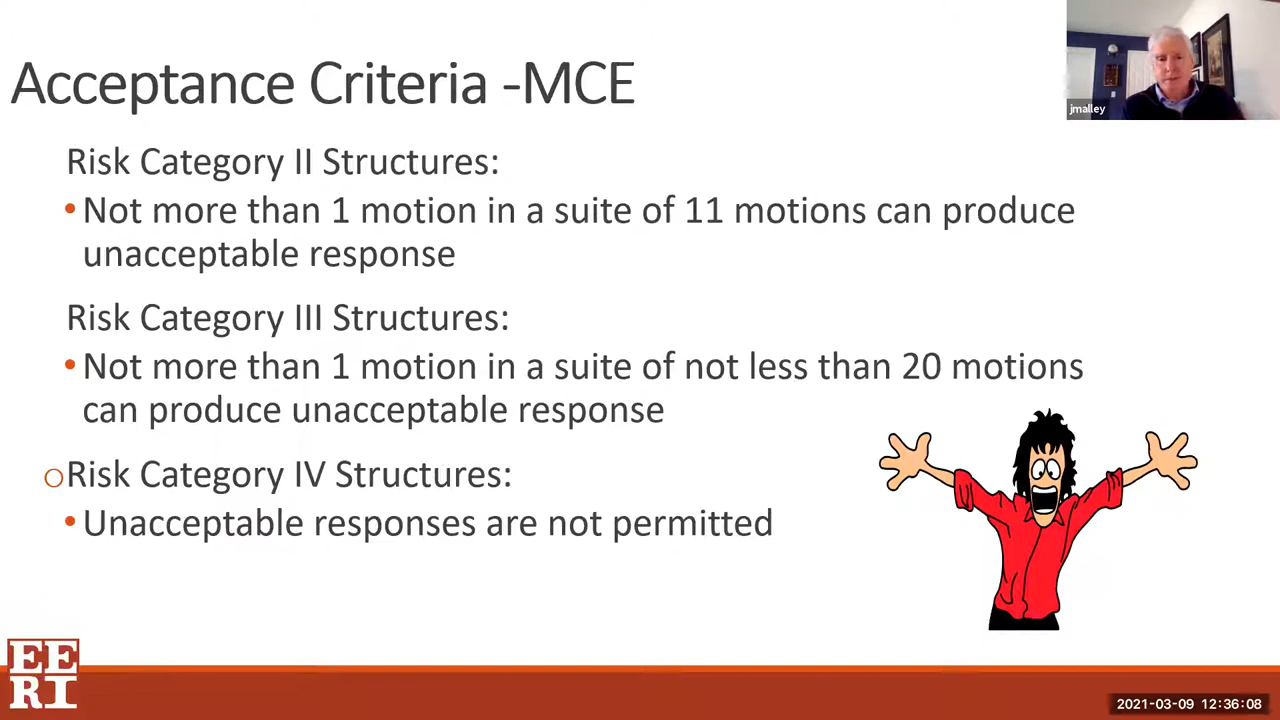 Acceptance Criteria -MCE
jmalley
Risk Category II Structures:
• Not more than 1 motion in a suite of 11 motions can produce
unacceptable response
Risk Category III Structures:
• Not more than 1 motion in a suite of not less than 20 motions
can produce unacceptable response
oRisk Category IV Structures:
• Unacceptable responses are not permitted
EE
RI
2021-03-09 12:36:08